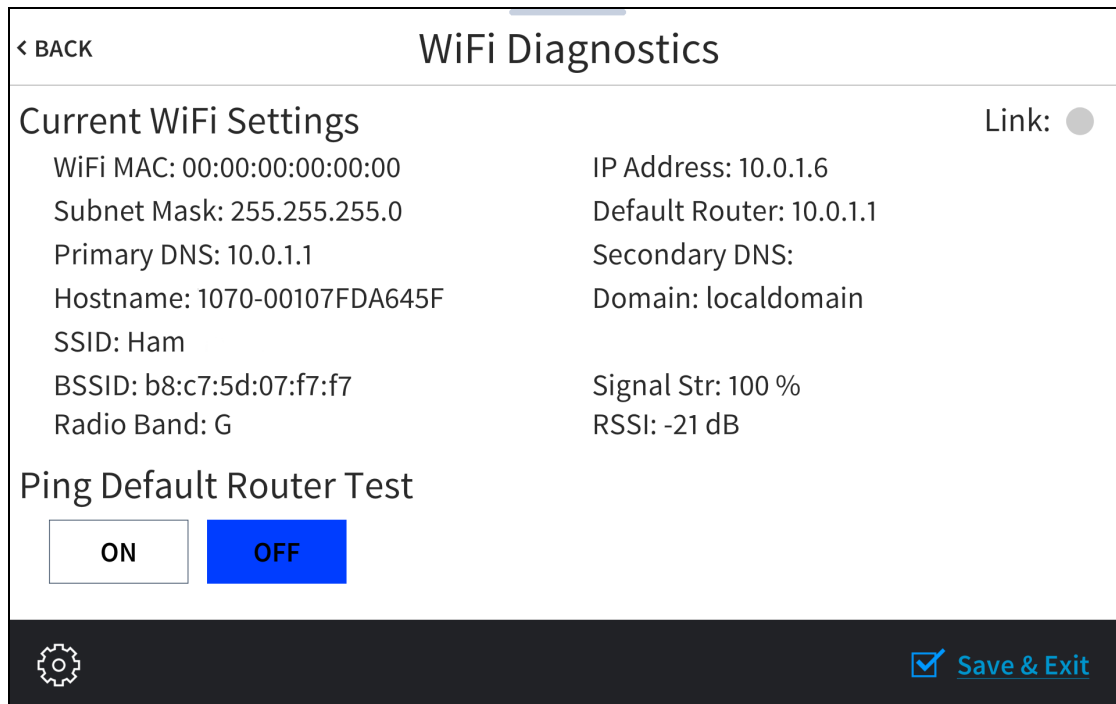 < BACK
WiFi Diagnostics
Current WiFi Settings
Link:
WiFi MAC: 00:00:00:00:00:00
IP Address: 10.0.1.6
Subnet Mask: 255.255.255.0
Default Router: 10.0.1.1
Primary DNS: 10.0.1.1
Secondary DNS:
Hostname: 1070-00107FDA645F
Domain: localdomain
SSID: Ham
BSSID: b8:c7:5d:07:f7:f7
Signal Str: 100 %
Radio Band: G
RSSI: -21 dB
Ping Default Router Test
ON
OFF
Save & Exit